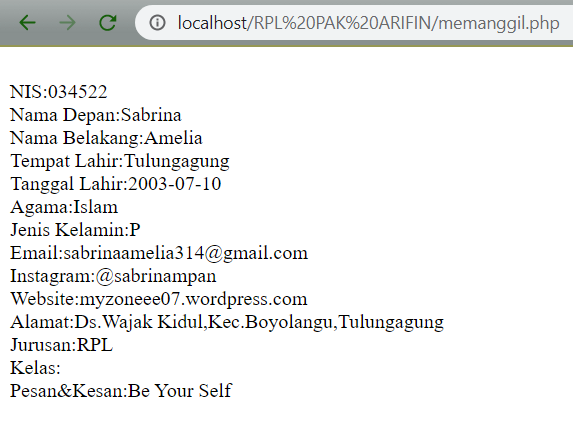 localhost/RPL%20PAK%20ARIFIN/memanggil.php
NIS:034522
Nama Depan:Sabrina
Nama Belakang:Amelia
Tempat Lahir:Tulungagung
Tanggal Lahir:2003-07-10
Agama:Islam
Jenis Kelamin:P
Email:sabrinaamelia314@gmail.com
Instagram:@sabrinampan
Website:myzoneee07.wordpress.com
Alamat:Ds.Wajak Kidul,Kec.Boyolangu,Tulungagung
Jurusan:RPL
Kelas:
Pesan&Kesan:Be Your Self